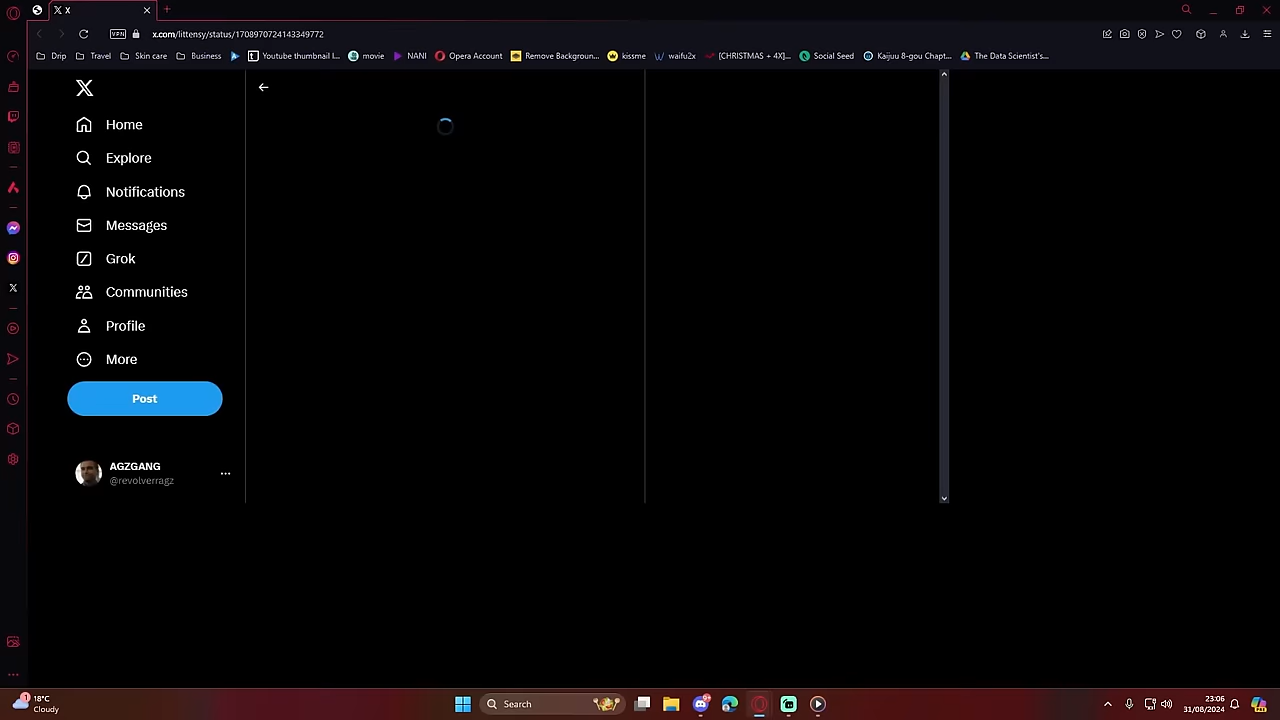 X
VPN
x.com/littensy/status/1708970724143349772
Drip
Travel
Skin care
Business
Youtube thumbnail l...
movie
NANI
Opera Account
Remove Backgroun...
kissme
waifu2x
[CHRISTMAS + 4X]...
Social Seed
Kaijuu 8-gou Chapt...
The Data Scientist's...
Home
Explore
Notifications
Messages
Grok
Communities
Profile
More
Post
AGZGANG
@revolverragz
1
18°C
Cloudy
Search
23:06
31/08/2024